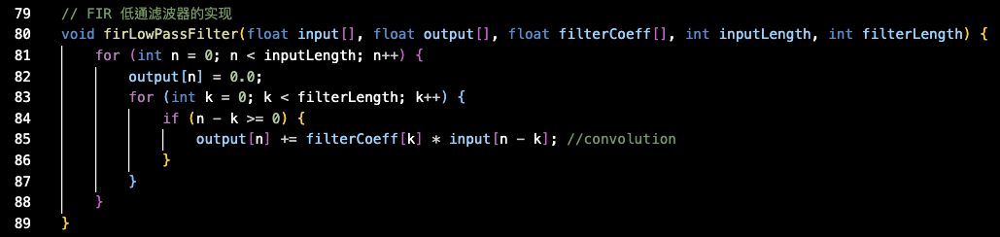 79 // FIR 低通滤波器的实现
80 void firLowPassFilter(float input[], float output[], float filterCoeff[], int inputLength, int filterLength) {
81     for (int n = 0; n < inputLength; n++) {
82         output[n] = 0.0;
83         for (int k = 0; k < filterLength; k++) {
84             if (n - k >= 0) {
85                 output[n] += filterCoeff[k] * input[n - k]; //convolution
86             }
87         }
88     }
89 }